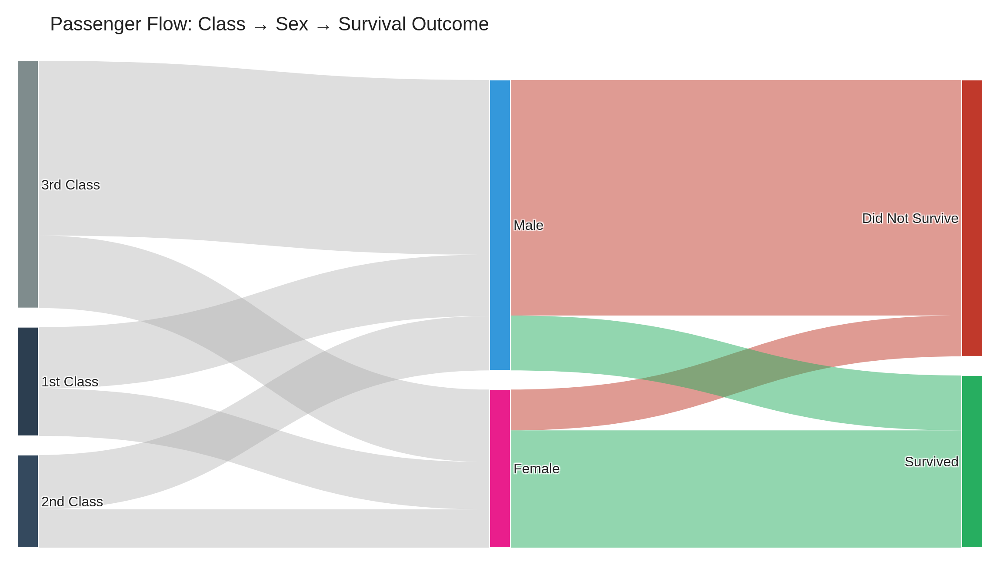 Passenger Flow: Class → Sex → Survival Outcome
3rd Class
Did Not Survive
Male
1st Class
Survived
Female
2nd Class